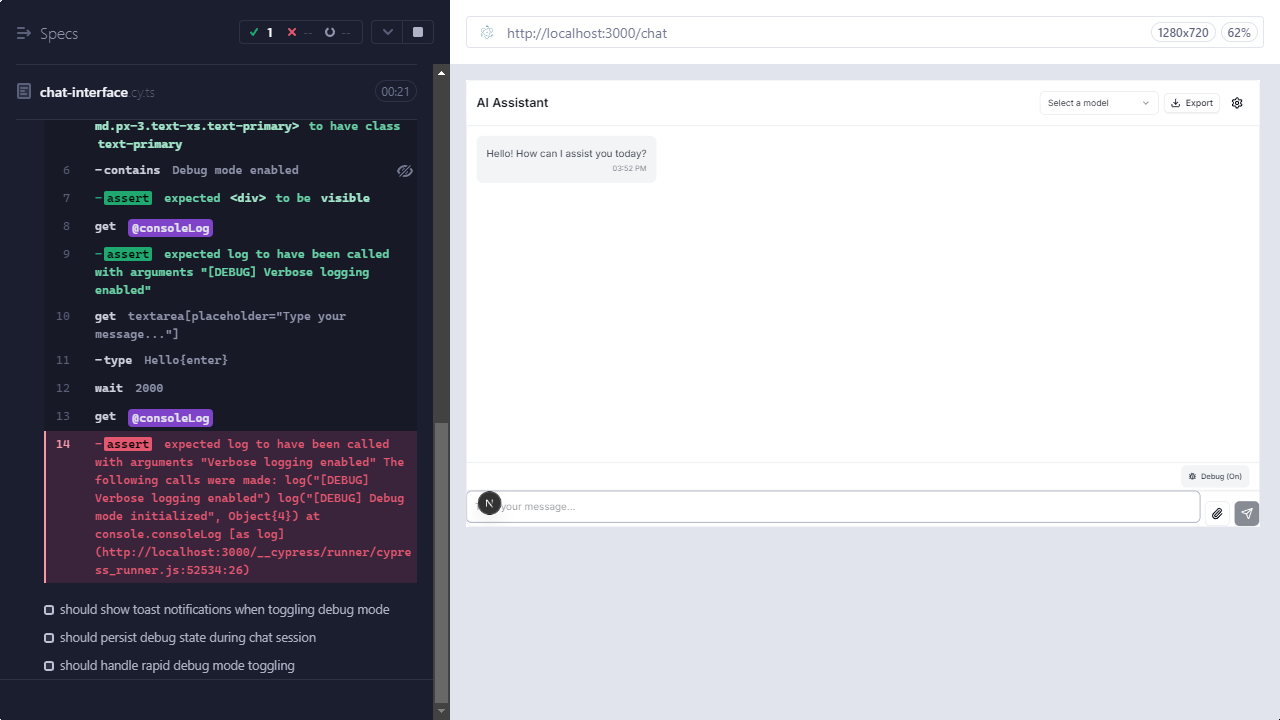 Specs
1
--
--
chat-interface.cy.ts
00:21
md.px-3.text-xs.text-primary> to have class
text-primary
6 -contains Debug mode enabled
7 -assert expected <div> to be visible
8 get @consoleLog
9 -assert expected log to have been called
with arguments "[DEBUG] Verbose logging
enabled"
10 get textarea[placeholder="Type your
message..."]
11 -type Hello{enter}
12 wait 2000
13 get @consoleLog
14 -assert expected log to have been called
with arguments "Verbose logging enabled" The
following calls were made: log("[DEBUG]
Verbose logging enabled") log("[DEBUG] Debug
mode initialized", Object{4}) at
console.consoleLog [as log]
(http://localhost:3000/__cypress/runner/cypre
ss_runner.js:52534:26)
should show toast notifications when toggling debug mode
should persist debug state during chat session
should handle rapid debug mode toggling
http://localhost:3000/chat
1280x720
62%
AI Assistant
Select a model
Export
Hello! How can I assist you today?
03:52 PM
Debug (On)
N
your message...